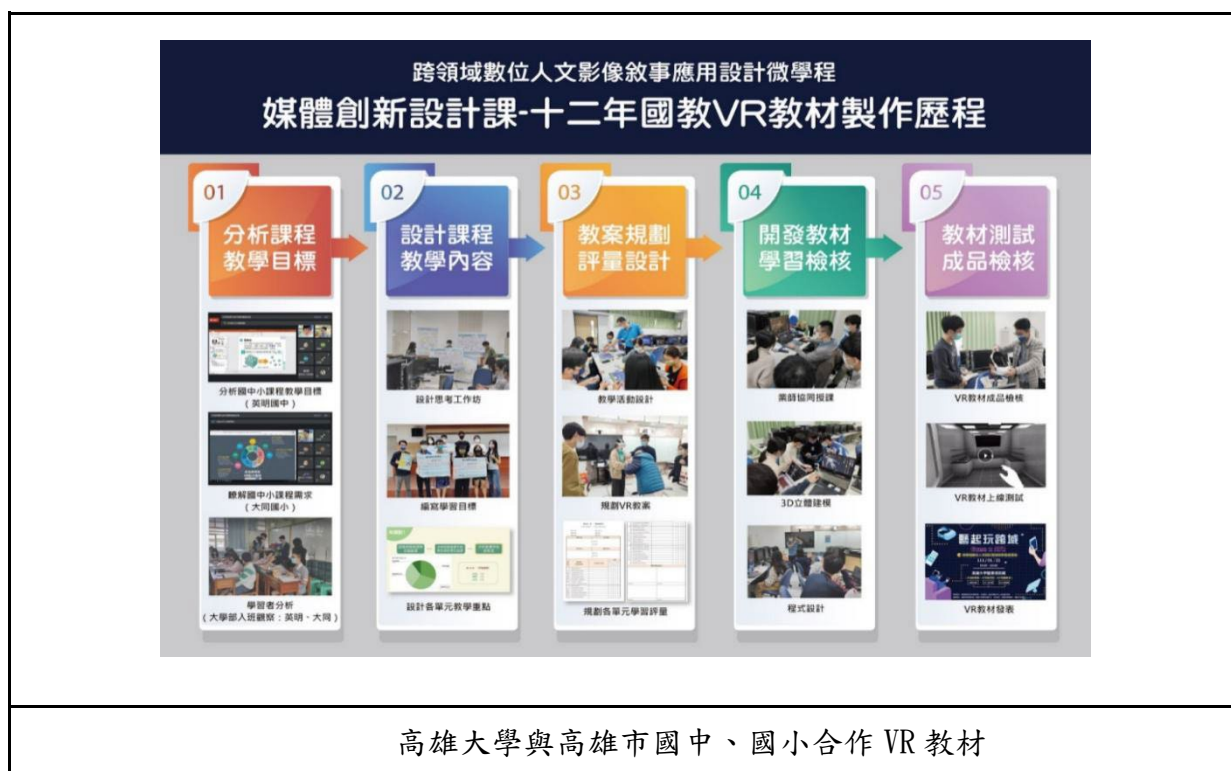 跨領域數位人文影像敘事應用設計微學程
媒體創新設計課-十二年國教VR教材製作歷程
01
分析課程
教學目標
分析國中小課程教學目標
（英明國中）
瞭解國中小課程需求
（大同國小）
學習者分析
（大學部入班觀察：英明、大同）
02
設計課程
教學內容
設計思考工作坊
編寫學習目標
設計各單元教學重點
03
教案規劃
評量設計
教學活動設計
規劃VR教案
規劃各單元學習評量
04
開發教材
學習檢核
業師協同授課
3D立體建模
程式設計
05
教材測試
成品檢核
VR教材成品檢核
VR教材上線測試
VR教材發表
高雄大學與高雄市國中、國小合作 VR 教材